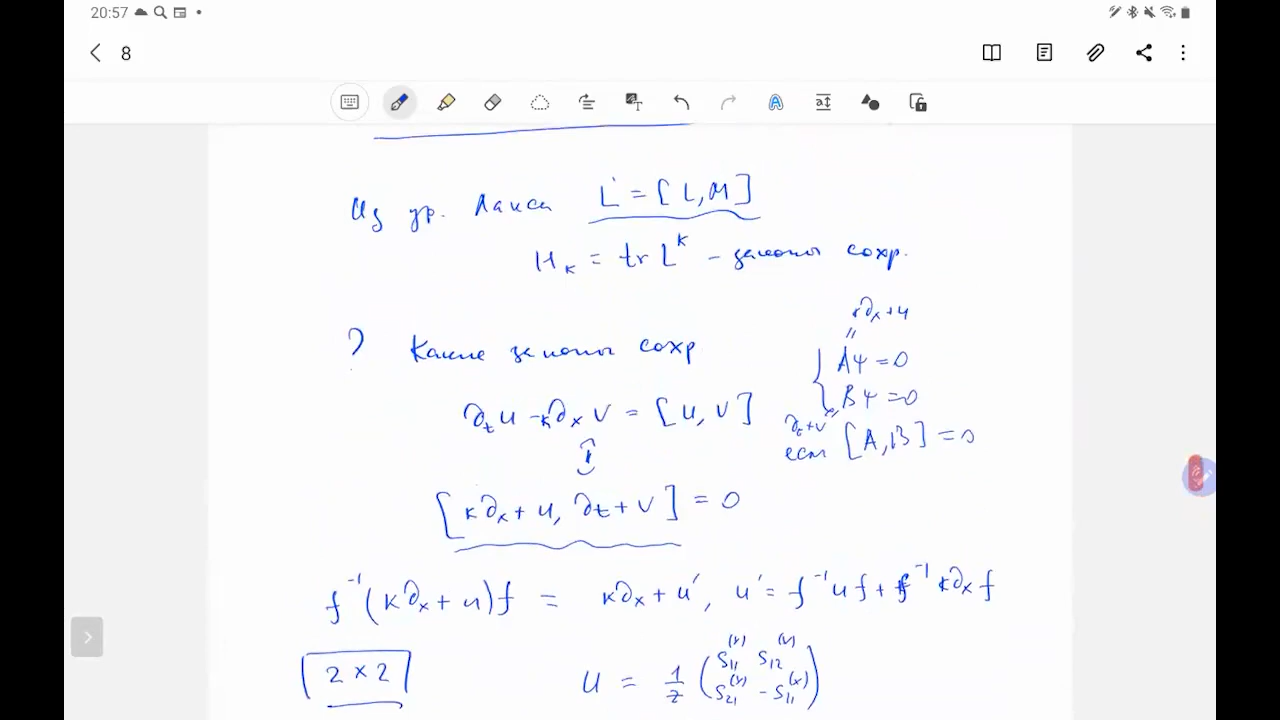 20:57
8
Из ур. Лакса L̇ = [L, M]
H_k = tr L^k – законы сохр.
? Какие законы сохр
∂_t U - k∂_x V = [U, V]
⇕
[k∂_x + U, ∂_t + V] = 0
k∂_x + U
"
{ AΨ = 0
BΨ = 0
∂_t + V "
если [A, B] = 0
f^{-1}(k∂_x + U)f = k∂_x + U', U' = f^{-1}Uf + f^{-1} k∂_x f
2 × 2
U = 1/z ( S_{11}^{(x)} S_{12}^{(x)}
S_{21}^{(x)} -S_{11}^{(x)} )